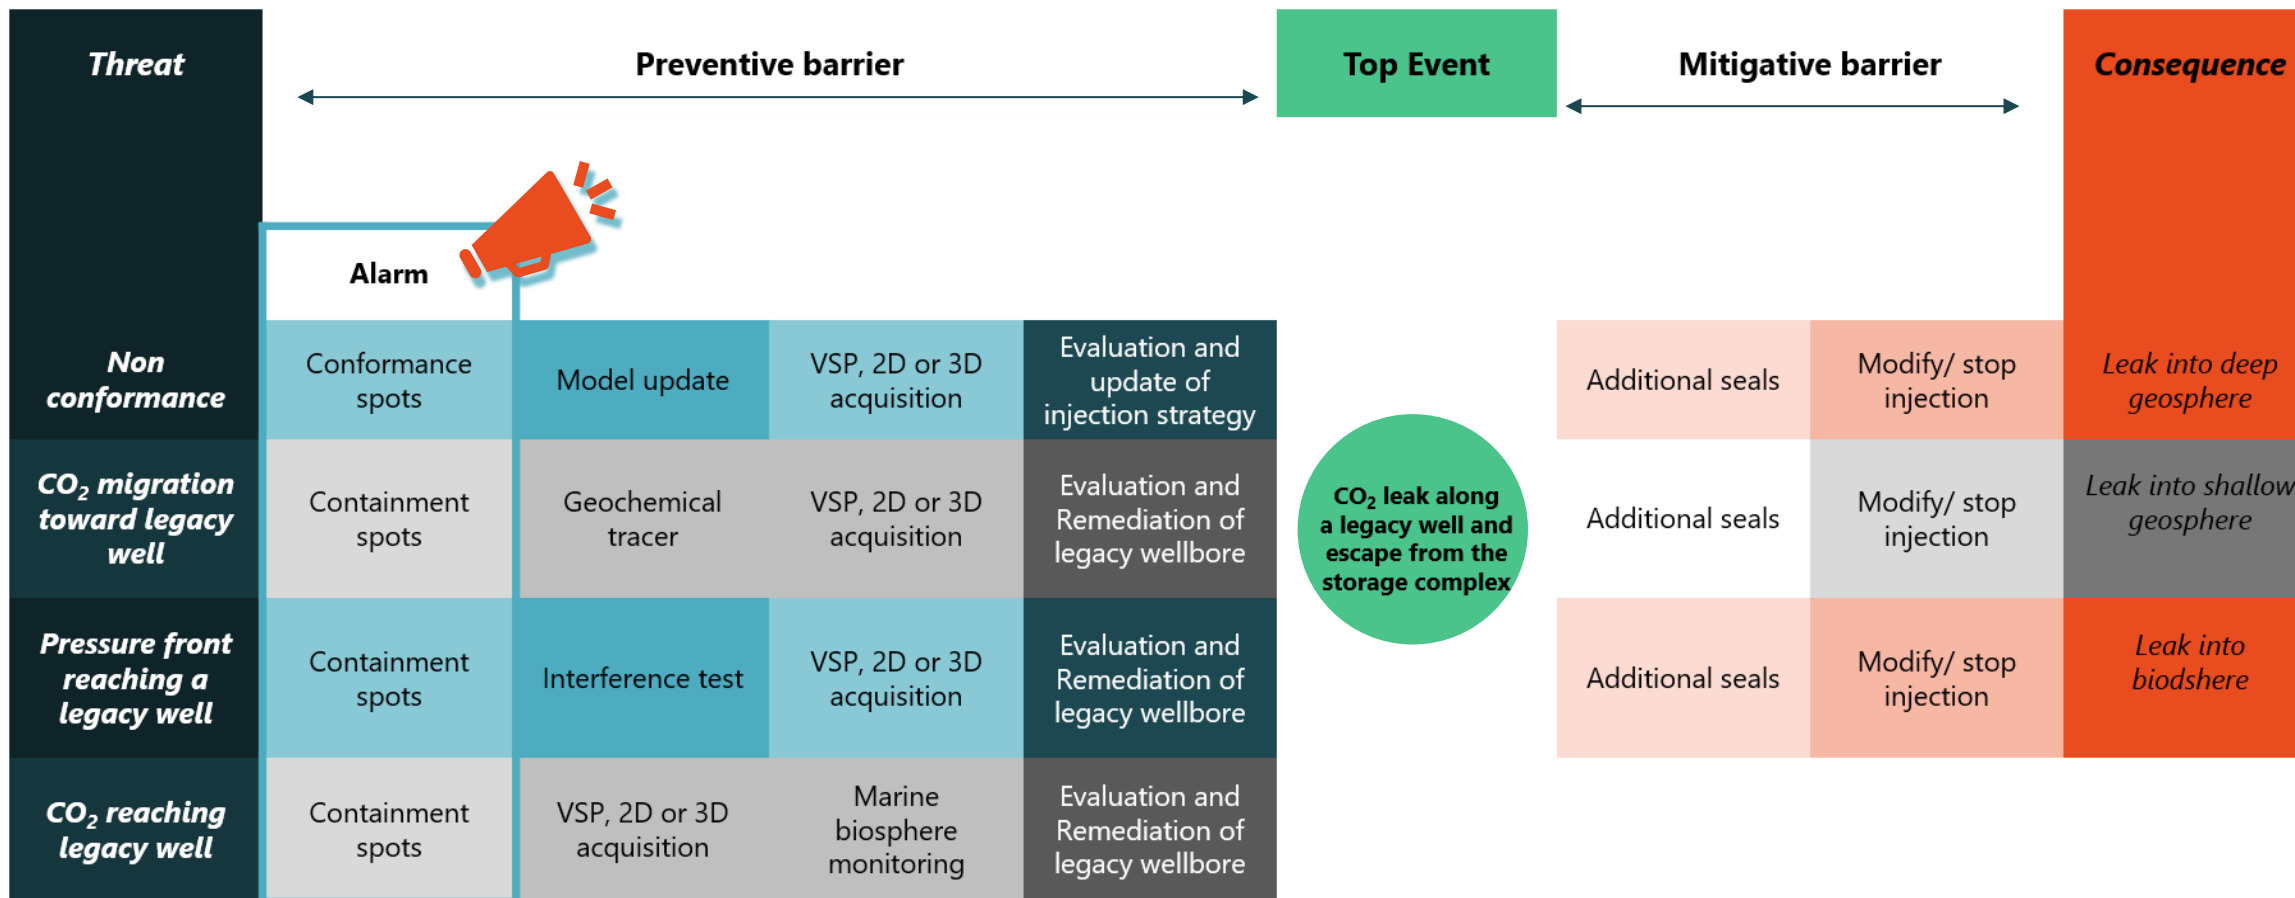 Threat
Preventive barrier
Top Event
Mitigative barrier
Consequence
Alarm
Non
conformance
Conformance
spots
Model update
VSP, 2D or 3D
acquisition
Evaluation and
update of
injection strategy
Additional seals
Modify/ stop
injection
Leak into deep
geosphere
CO₂ migration
toward legacy
well
Containment
spots
Geochemical
tracer
VSP, 2D or 3D
acquisition
Evaluation and
Remediation of
legacy wellbore
CO₂ leak along
a legacy well and
escape from the
storage complex
Additional seals
Modify/ stop
injection
Leak into shallow
geosphere
Pressure front
reaching a
legacy well
Containment
spots
Interference test
VSP, 2D or 3D
acquisition
Evaluation and
Remediation of
legacy wellbore
Additional seals
Modify/ stop
injection
Leak into
biodshere
CO₂ reaching
legacy well
Containment
spots
VSP, 2D or 3D
acquisition
Marine
biosphere
monitoring
Evaluation and
Remediation of
legacy wellbore